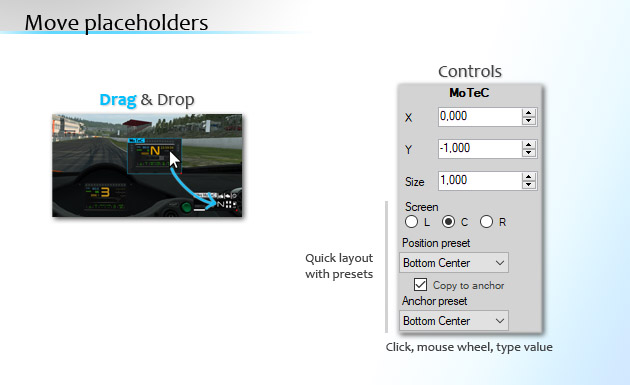 Move placeholders
Drag & Drop
MoTeC
N
3
Controls
MoTeC
X 0,000
Y -1,000
Size 1,000
Screen
L C R
Quick layout
with presets
Position preset
Bottom Center
Copy to anchor
Anchor preset
Bottom Center
Click, mouse wheel, type value